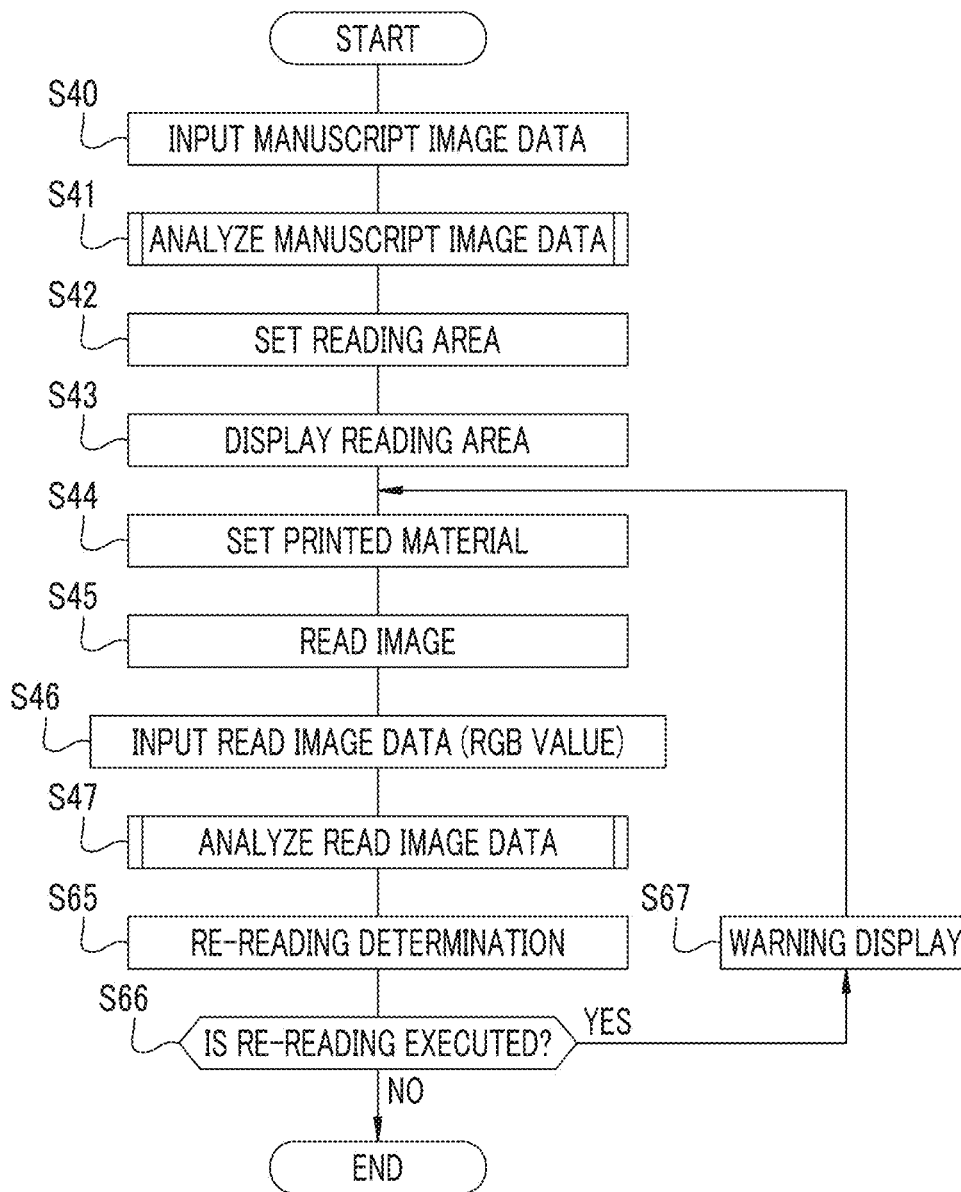 START
S40
INPUT MANUSCRIPT IMAGE DATA
S41
ANALYZE MANUSCRIPT IMAGE DATA
S42
SET READING AREA
S43
DISPLAY READING AREA
S44
SET PRINTED MATERIAL
S45
READ IMAGE
S46
INPUT READ IMAGE DATA (RGB VALUE)
S47
ANALYZE READ IMAGE DATA
S65
RE-READING DETERMINATION
S67
WARNING DISPLAY
S66
IS RE-READING EXECUTED?
YES
NO
END